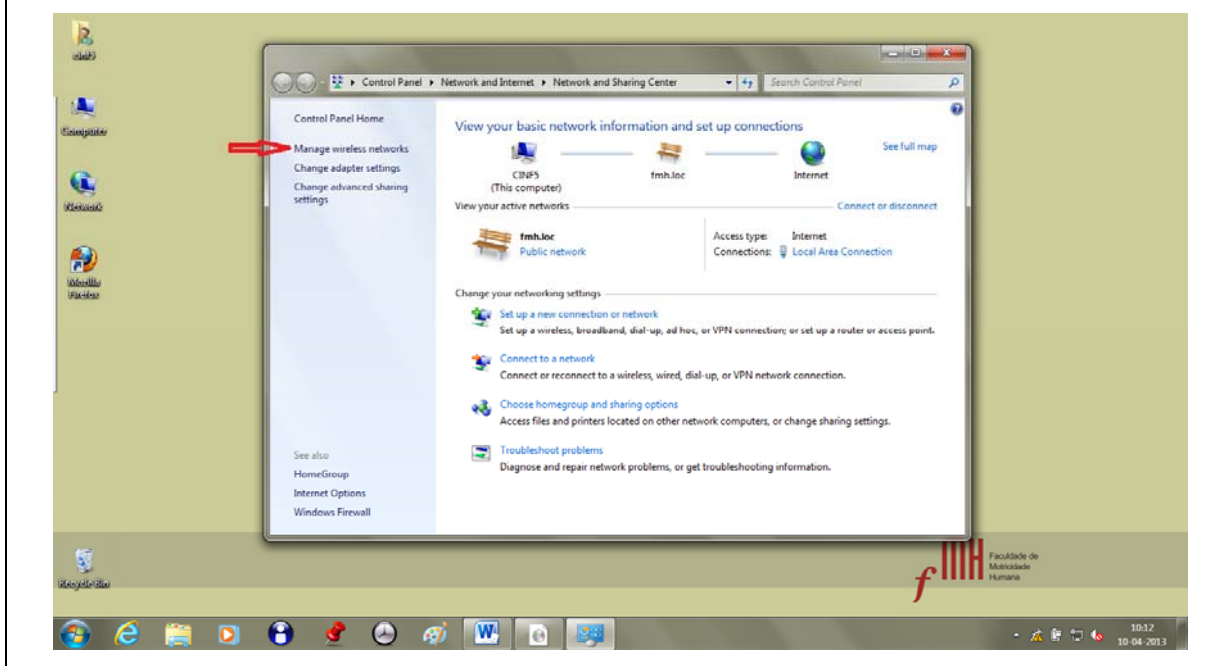 Control Panel ▸ Network and Internet ▸ Network and Sharing Center
Search Control Panel
Control Panel Home
Manage wireless networks
Change adapter settings
Change advanced sharing
settings
View your basic network information and set up connections
See full map
CINF5
(This computer)
fmh.loc
Internet
View your active networks
Connect or disconnect
fmh.loc
Public network
Access type: Internet
Connections: Local Area Connection
Change your networking settings
Set up a new connection or network
Set up a wireless, broadband, dial-up, ad hoc, or VPN connection; or set up a router or access point.
Connect to a network
Connect or reconnect to a wireless, wired, dial-up, or VPN network connection.
Choose homegroup and sharing options
Access files and printers located on other network computers, or change sharing settings.
Troubleshoot problems
Diagnose and repair network problems, or get troubleshooting information.
See also
HomeGroup
Internet Options
Windows Firewall
Computer
Network
Mozilla
Firefox
Recycle Bin
fMH
Faculdade de
Motricidade
Humana
10:12
10-04-2013